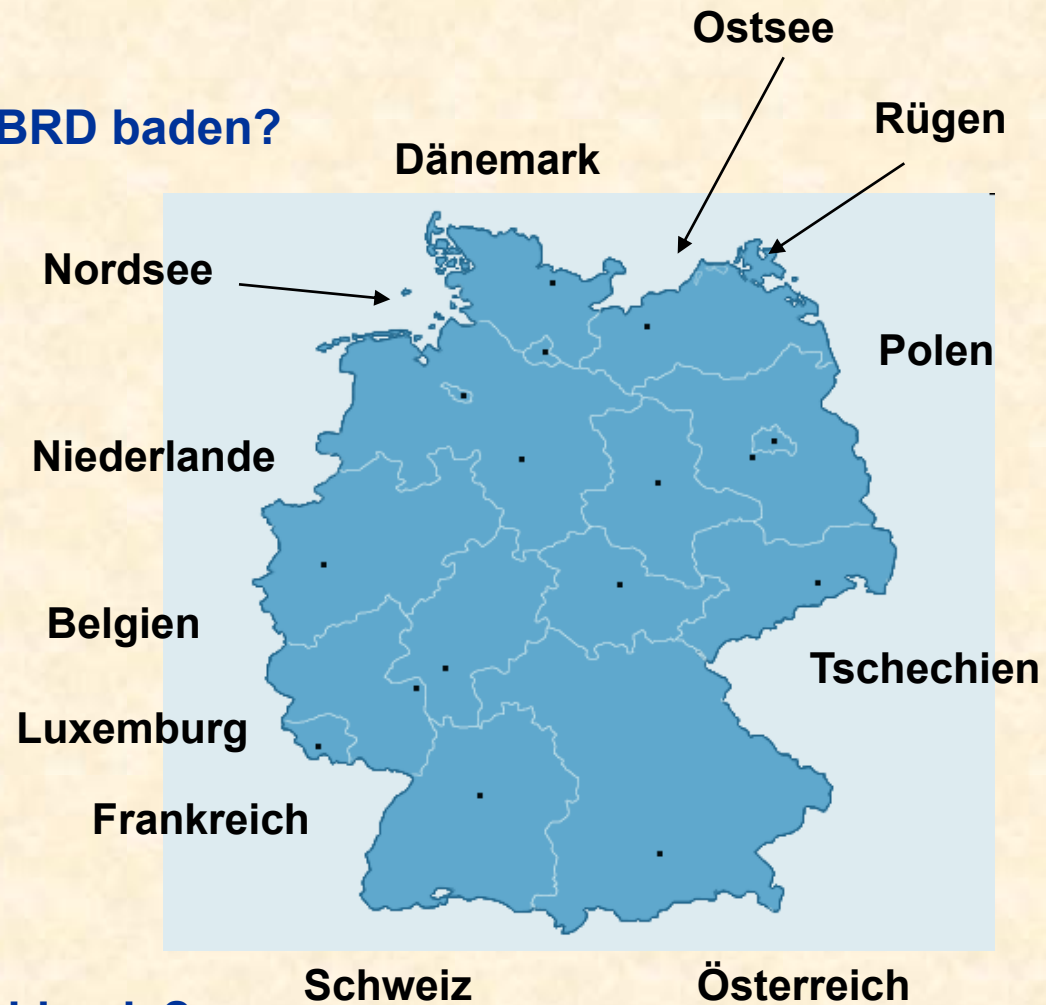 Ostsee
Rügen
BRD baden?
Dänemark
Nordsee
Polen
Niederlande
Belgien
Tschechien
Luxemburg
Frankreich
Schweiz
Österreich